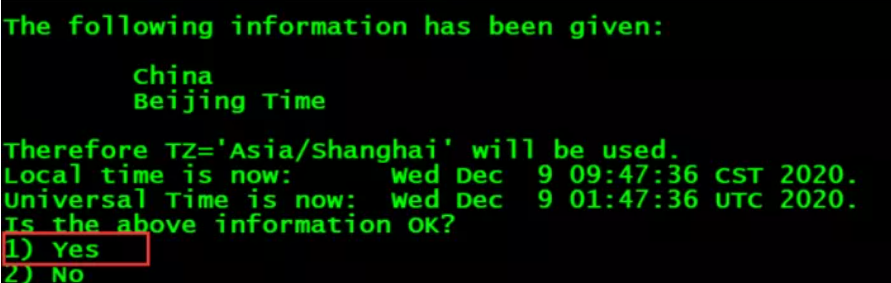 The following information has been given:
China
Beijing Time
Therefore TZ='Asia/Shanghai' will be used.
Local time is now: Wed Dec 9 09:47:36 CST 2020.
Universal Time is now: Wed Dec 9 01:47:36 UTC 2020.
Is the above information OK?
1) Yes
2) No